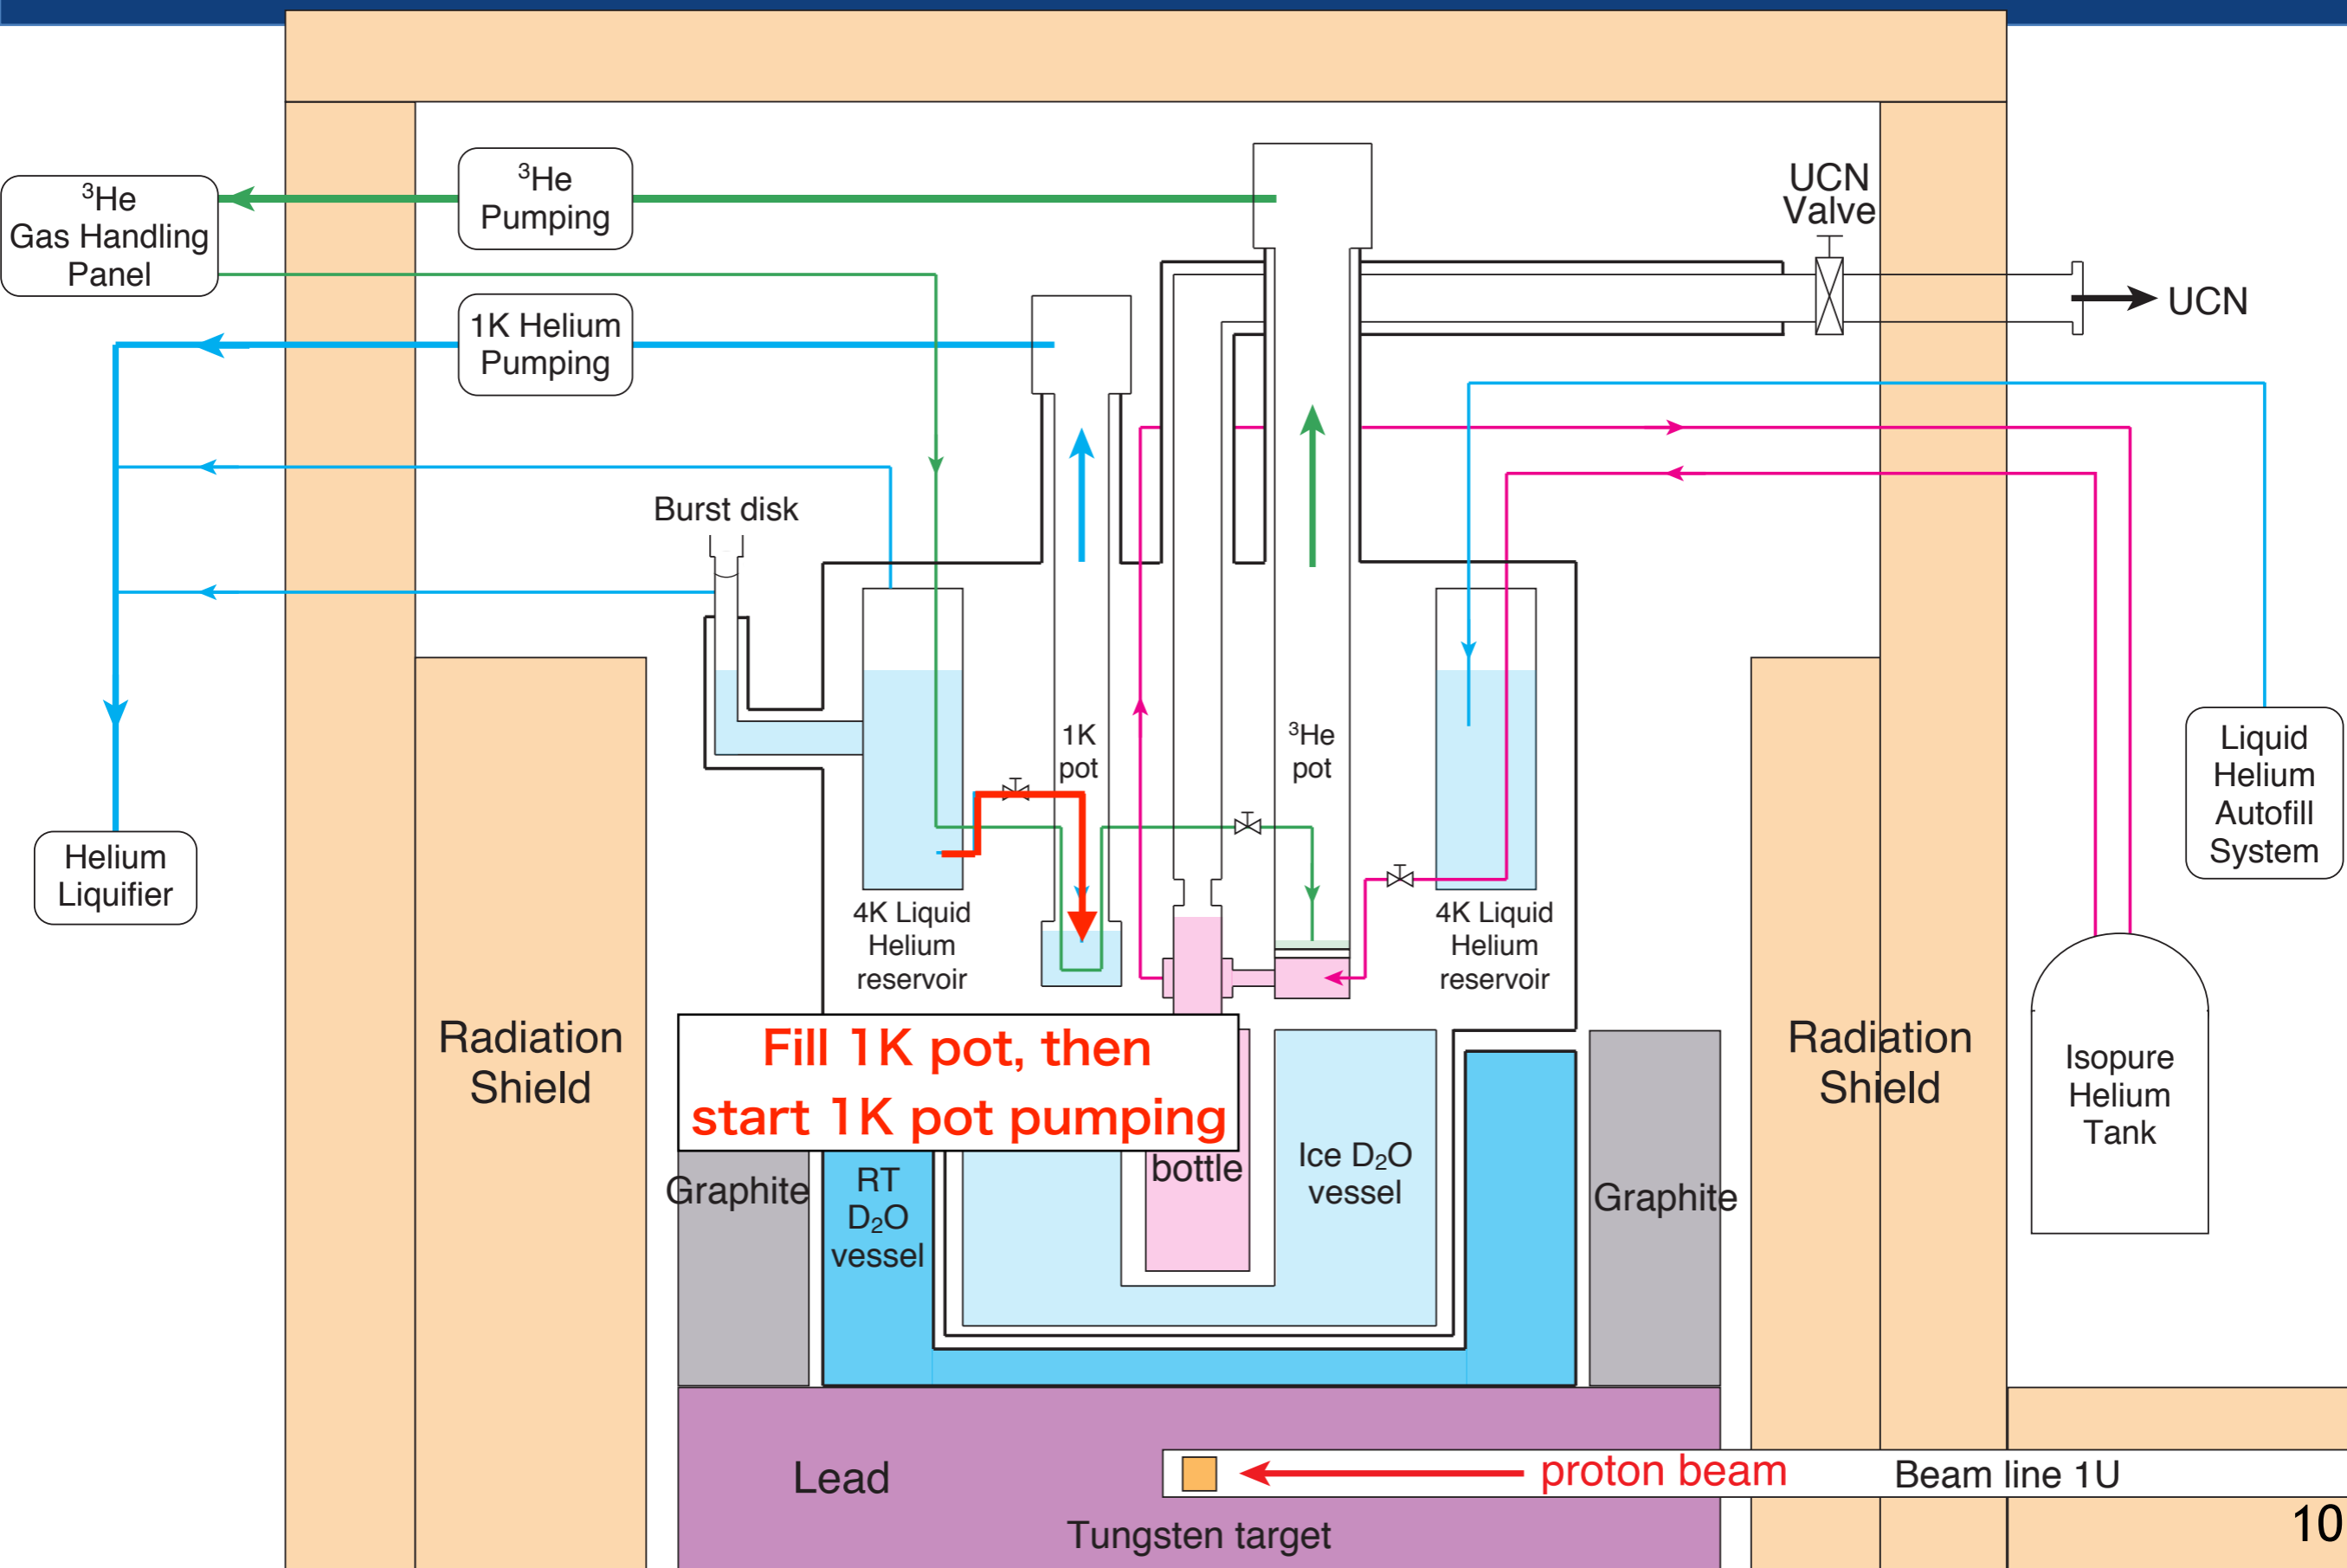 ³He
Gas Handling
Panel
³He
Pumping
1K Helium
Pumping
UCN
Valve
UCN
Burst disk
1K
pot
³He
pot
Liquid
Helium
Autofill
System
Helium
Liquifier
4K Liquid
Helium
reservoir
4K Liquid
Helium
reservoir
Radiation
Shield
Fill 1K pot, then
start 1K pot pumping
Radiation
Shield
Isopure
Helium
Tank
Graphite
RT
D₂O
vessel
bottle
Ice D₂O
vessel
Graphite
Lead
proton beam
Beam line 1U
Tungsten target
10